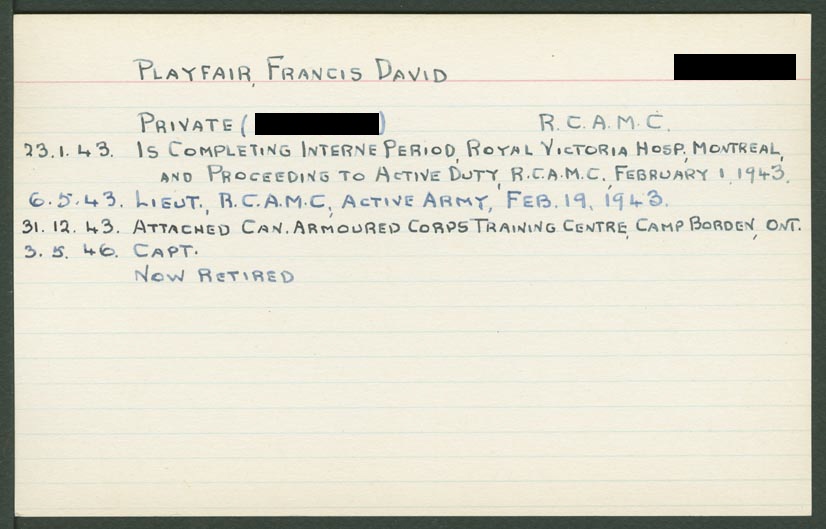 PLAYFAIR, FRANCIS DAVID
PRIVATE ( ) R.C.A.M.C.
23.1.43. IS COMPLETING INTERNE PERIOD, ROYAL VICTORIA HOSP, MONTREAL,
AND PROCEEDING TO ACTIVE DUTY, R.C.A.M.C, FEBRUARY 1, 1943.
6.5.43. LIEUT., R.C.A.M.C, ACTIVE ARMY, FEB. 19, 1943.
31.12.43. ATTACHED CAN. ARMOURED CORPS TRAINING CENTRE, CAMP BORDEN, ONT.
3.5.46. CAPT.
NOW RETIRED